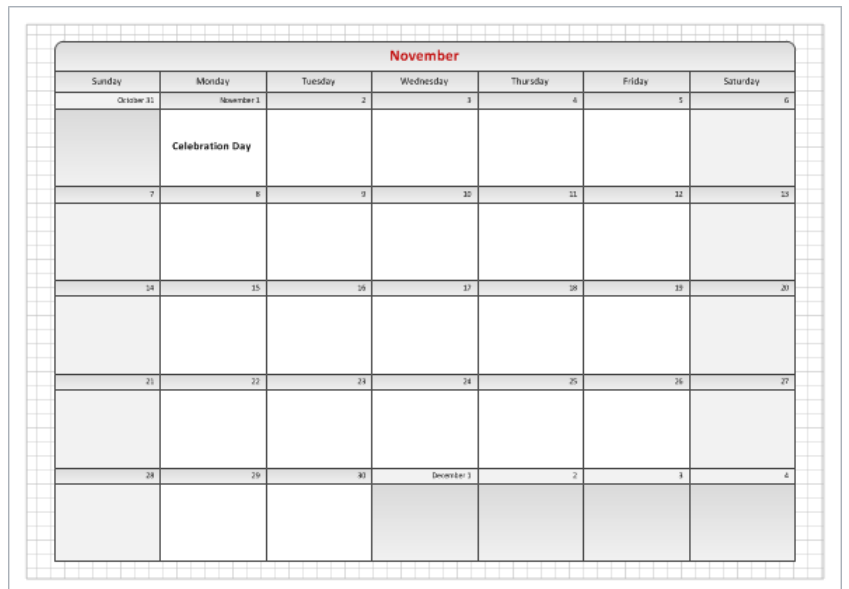 November
Sunday Monday Tuesday Wednesday Thursday Friday Saturday
October 31 November 1 2 3 4 5 6
Celebration Day
7 8 9 10 11 12 13
14 15 16 17 18 19 20
21 22 23 24 25 26 27
28 29 30 December 1 2 3 4